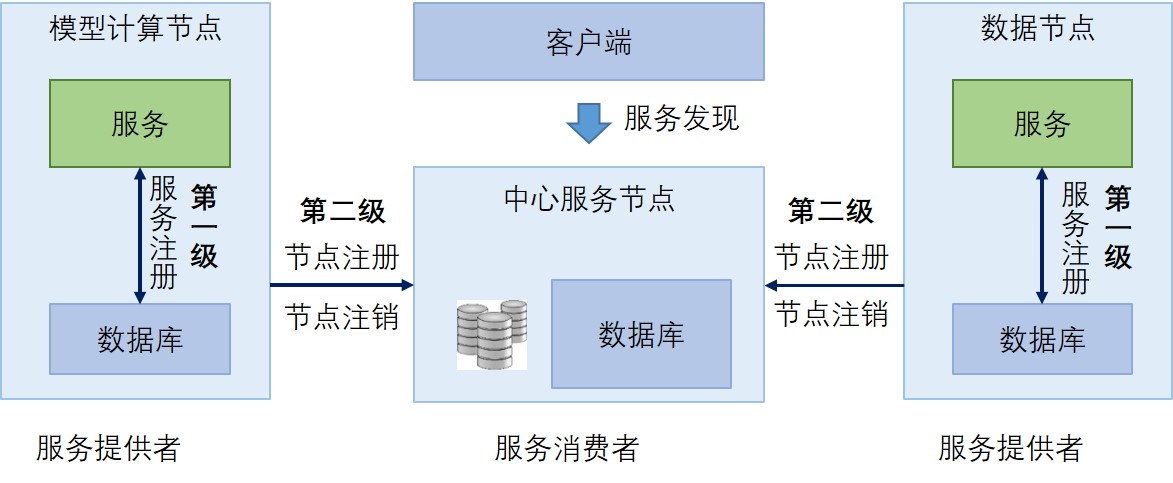 模型计算节点
服务
服务注册
第一级
数据库
服务提供者
第二级
节点注册
节点注销
客户端
服务发现
中心服务节点
数据库
服务消费者
第二级
节点注册
节点注销
数据节点
服务
服务注册
第一级
数据库
服务提供者